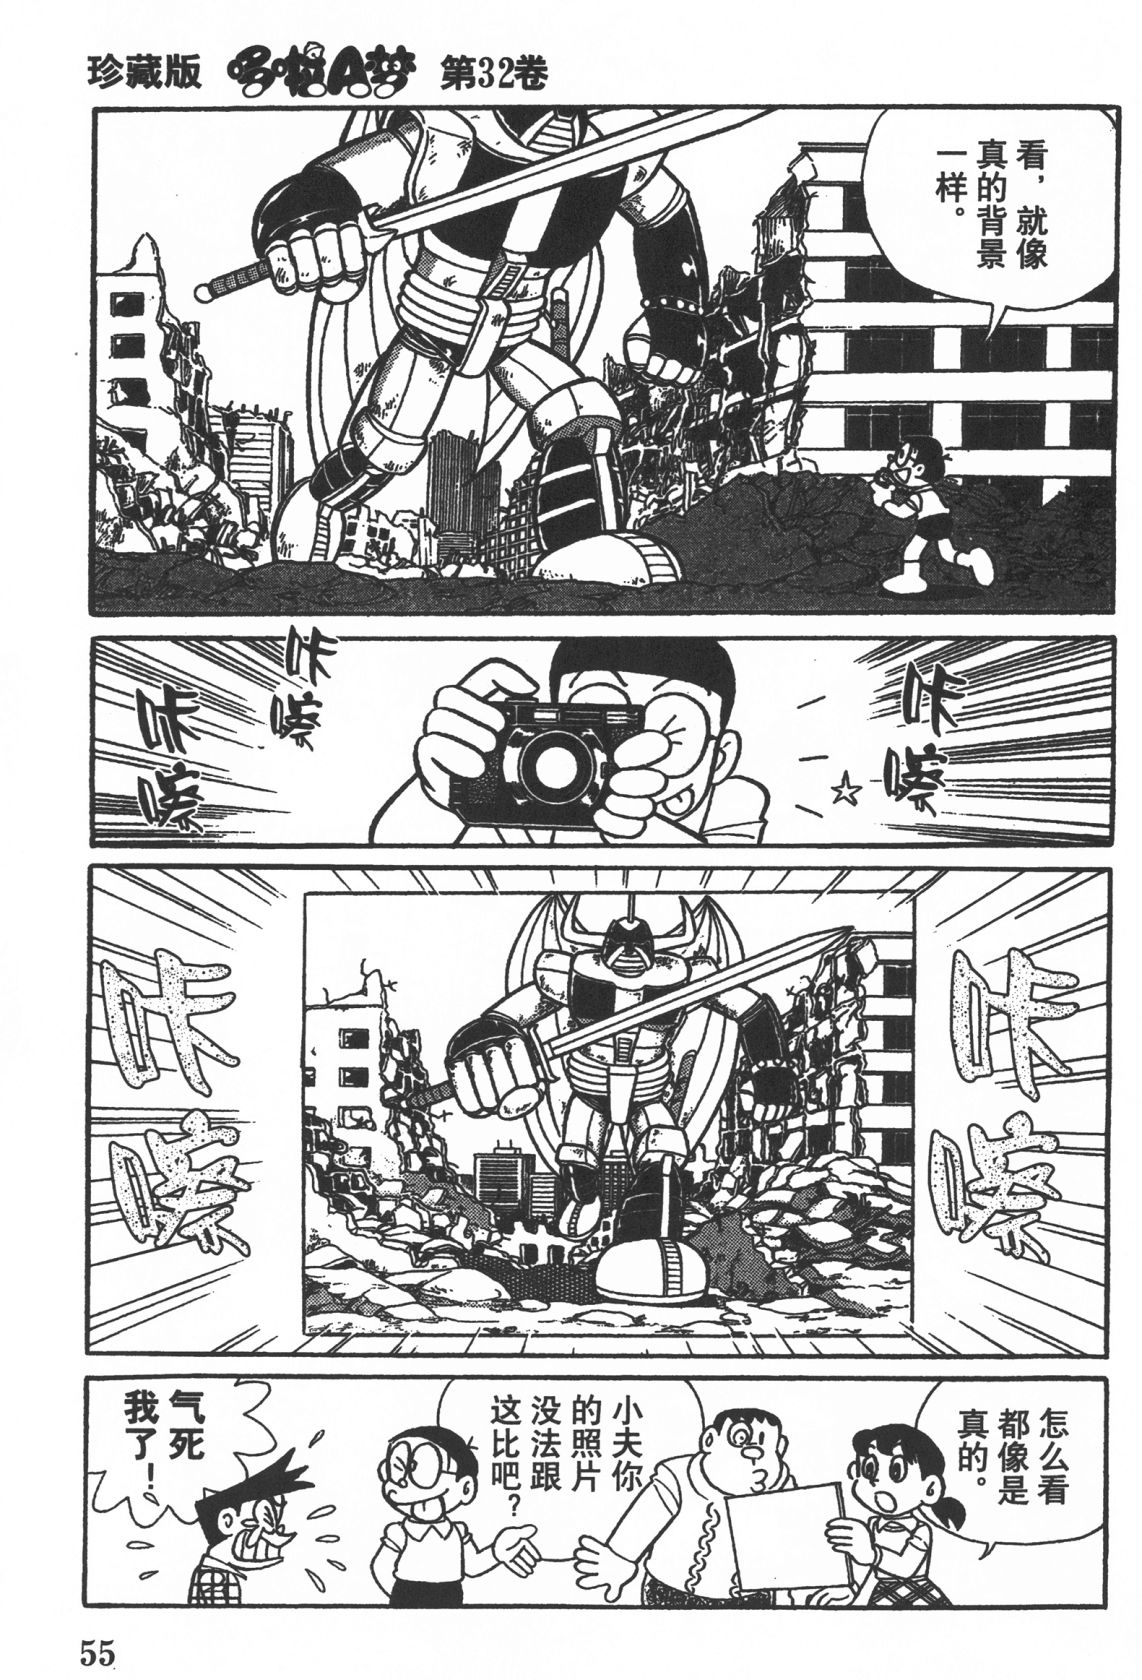 珍藏版 哆啦A梦 第32卷
看，就像
真的背景
一样。
咔嚓
咔嚓
咔嚓
咔嚓
咔嚓
怎么看
都像是
真的。
小夫你
的照片
没法跟
这比吧？
气死
我了！
55